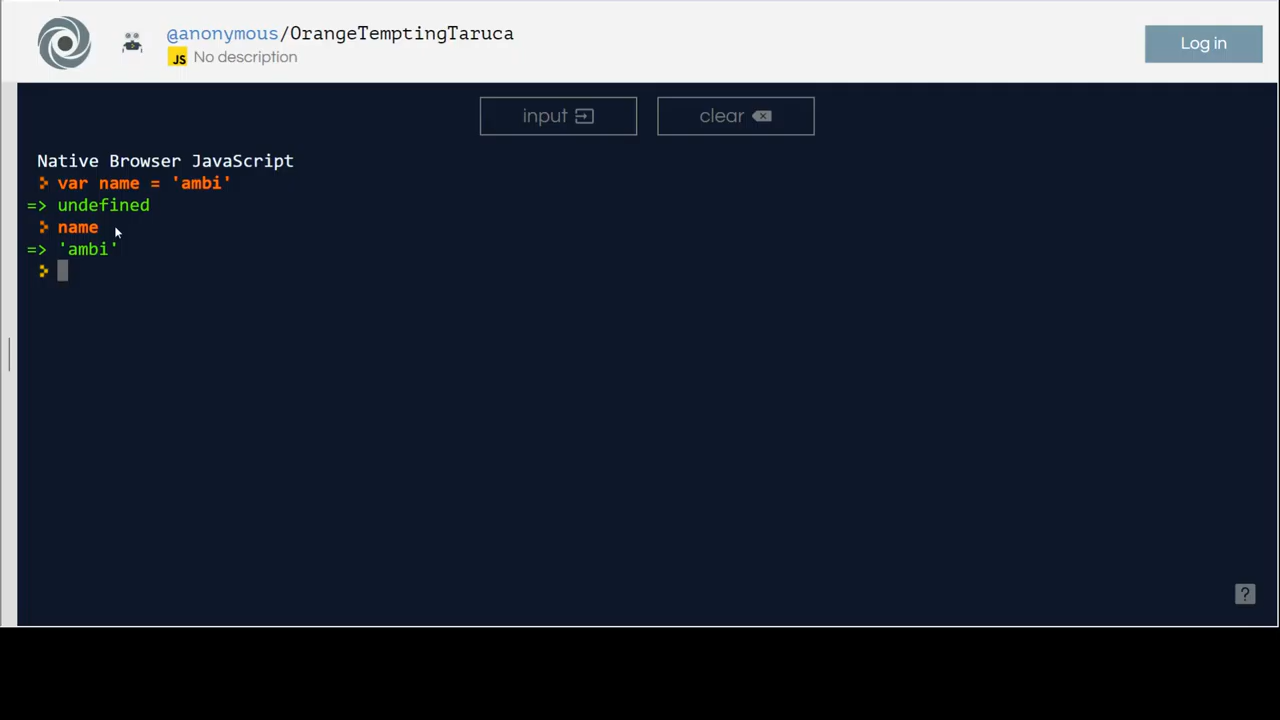 @anonymous/OrangeTemptingTaruca
JS No description
Log in
input
clear
Native Browser JavaScript
var name = 'ambi'
=> undefined
name
=> 'ambi'
?